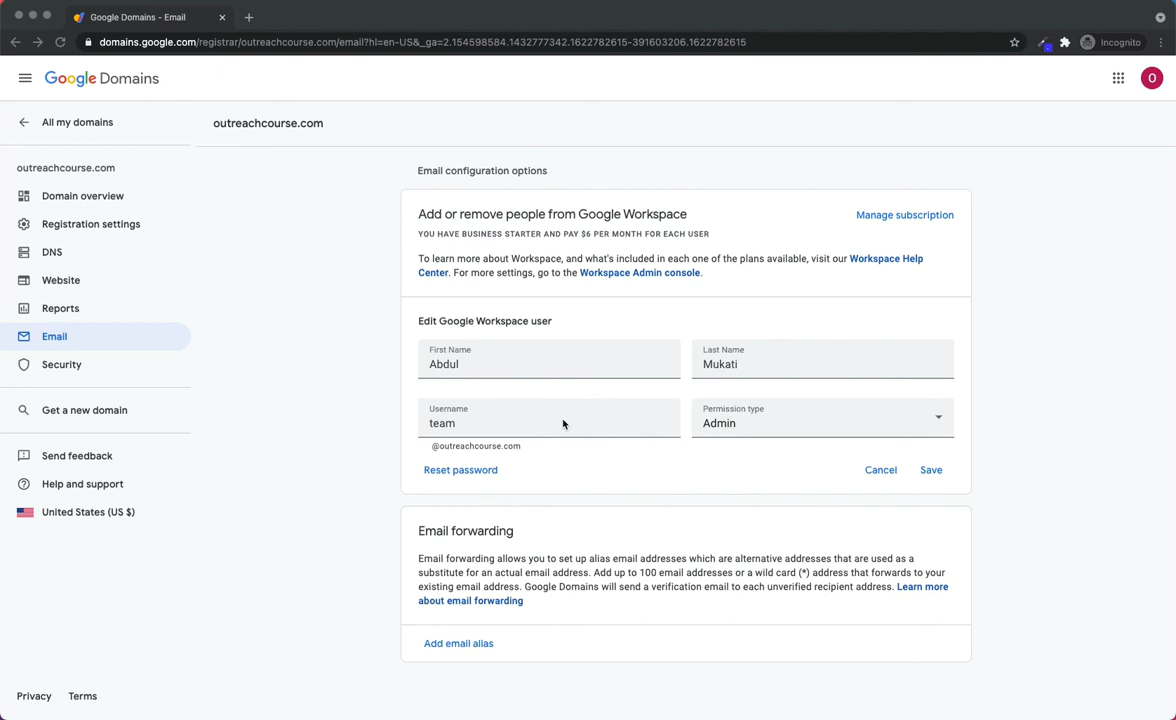 Google Domains - Email
domains.google.com/registrar/outreachcourse.com/email?hl=en-US&_ga=2.154598584.1432777342.1622782615-391603206.1622782615
Incognito
Google Domains
O
All my domains
outreachcourse.com
outreachcourse.com
Domain overview
Registration settings
DNS
Website
Reports
Email
Security
Get a new domain
Send feedback
Help and support
United States (US $)
Privacy Terms
Email configuration options
Add or remove people from Google Workspace
Manage subscription
YOU HAVE BUSINESS STARTER AND PAY $6 PER MONTH FOR EACH USER
To learn more about Workspace, and what's included in each one of the plans available, visit our Workspace Help
Center. For more settings, go to the Workspace Admin console.
Edit Google Workspace user
First Name
Abdul
Last Name
Mukati
Username
team
@outreachcourse.com
Permission type
Admin
Reset password
Cancel
Save
Email forwarding
Email forwarding allows you to set up alias email addresses which are alternative addresses that are used as a
substitute for an actual email address. Add up to 100 email addresses or a wild card (*) address that forwards to your
existing email address. Google Domains will send a verification email to each unverified recipient address. Learn more
about email forwarding
Add email alias